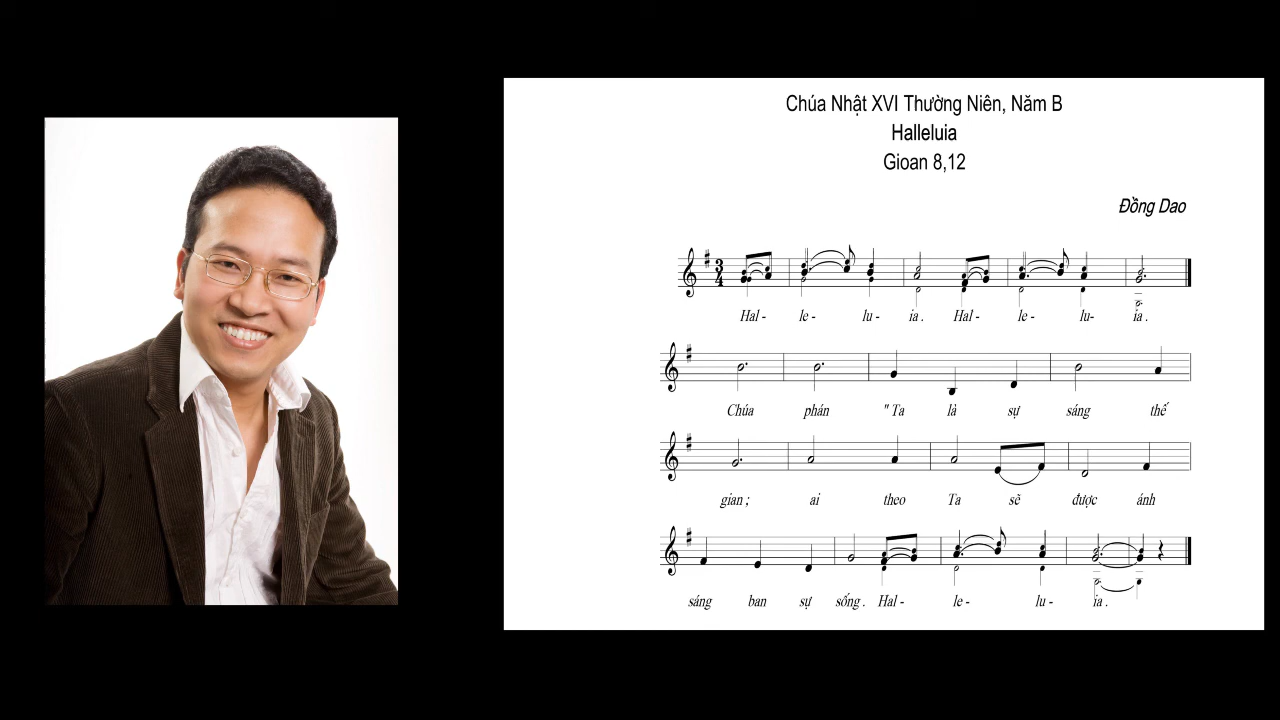 Chúa Nhật XVI Thường Niên, Năm B
Halleluia
Gioan 8,12
Đồng Dao
3
4
Hal - le - lu - ia . Hal - le - lu- ia .
Chúa phán " Ta là sự sáng thế
gian ; ai theo Ta sẽ được ánh
sáng ban sự sống . Hal - le - lu - ia .